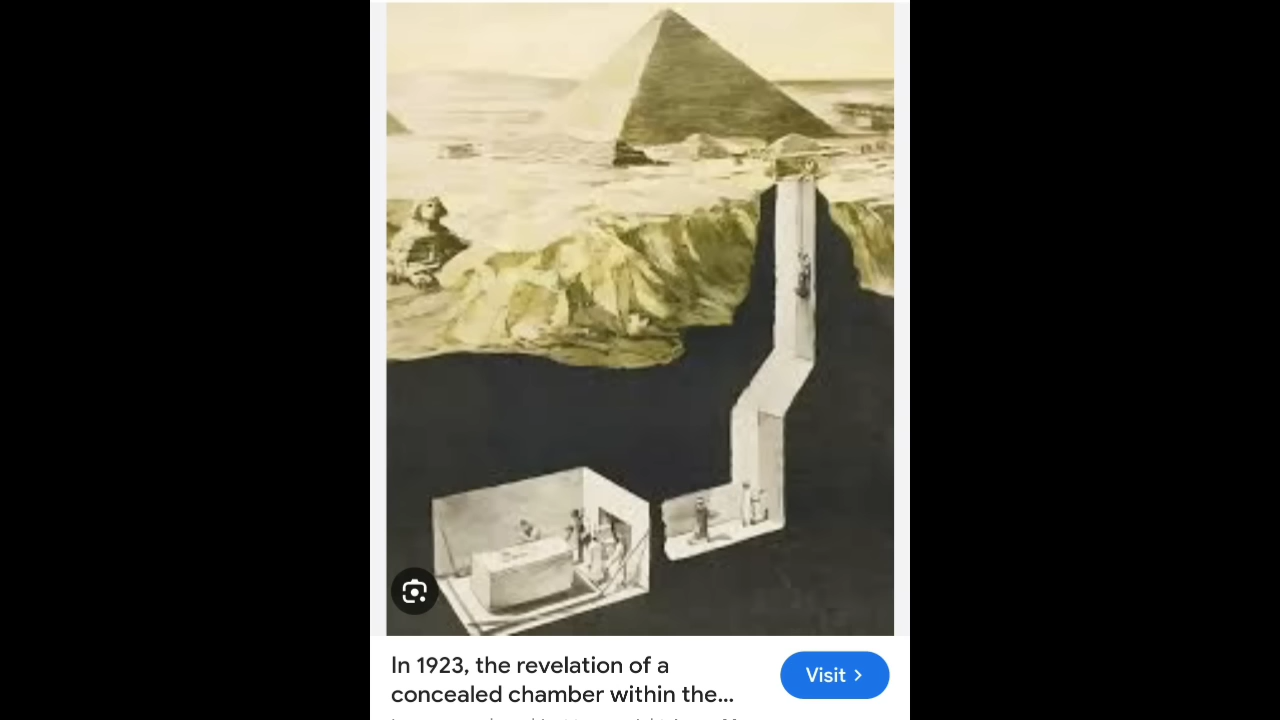 In 1923, the revelation of a
concealed chamber within the...
Visit